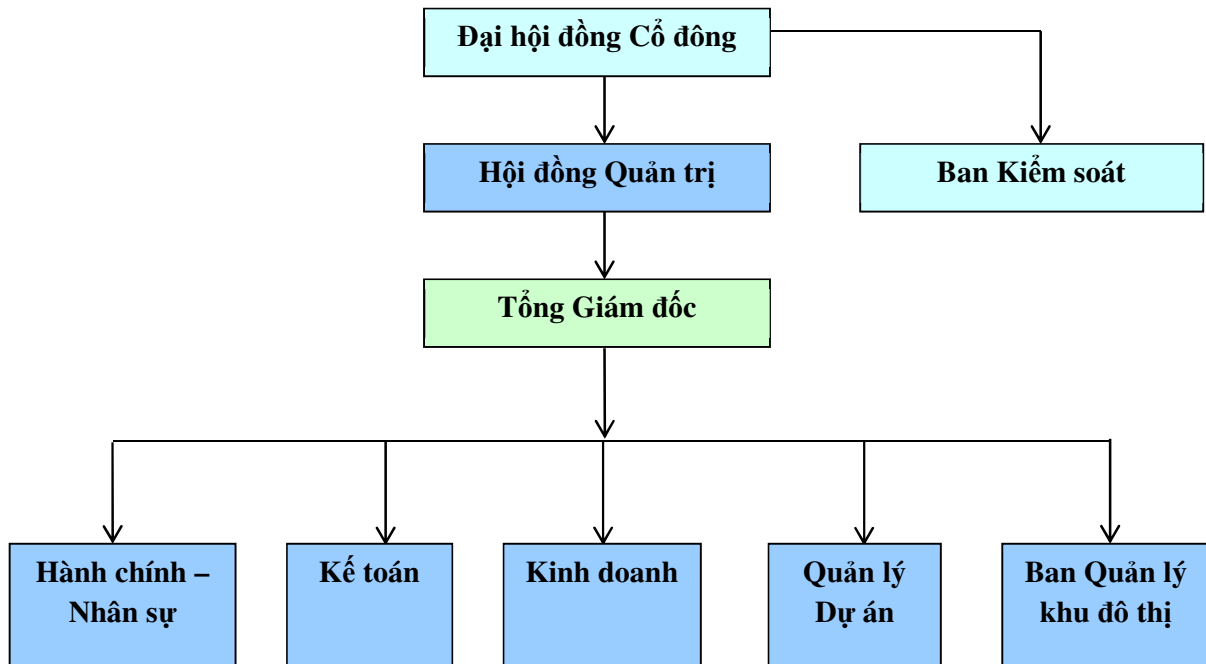 Đại hội đồng Cổ đông
Hội đồng Quản trị
Ban Kiểm soát
Tổng Giám đốc
Hành chính –
Nhân sự
Kế toán
Kinh doanh
Quản lý
Dự án
Ban Quản lý
khu đô thị